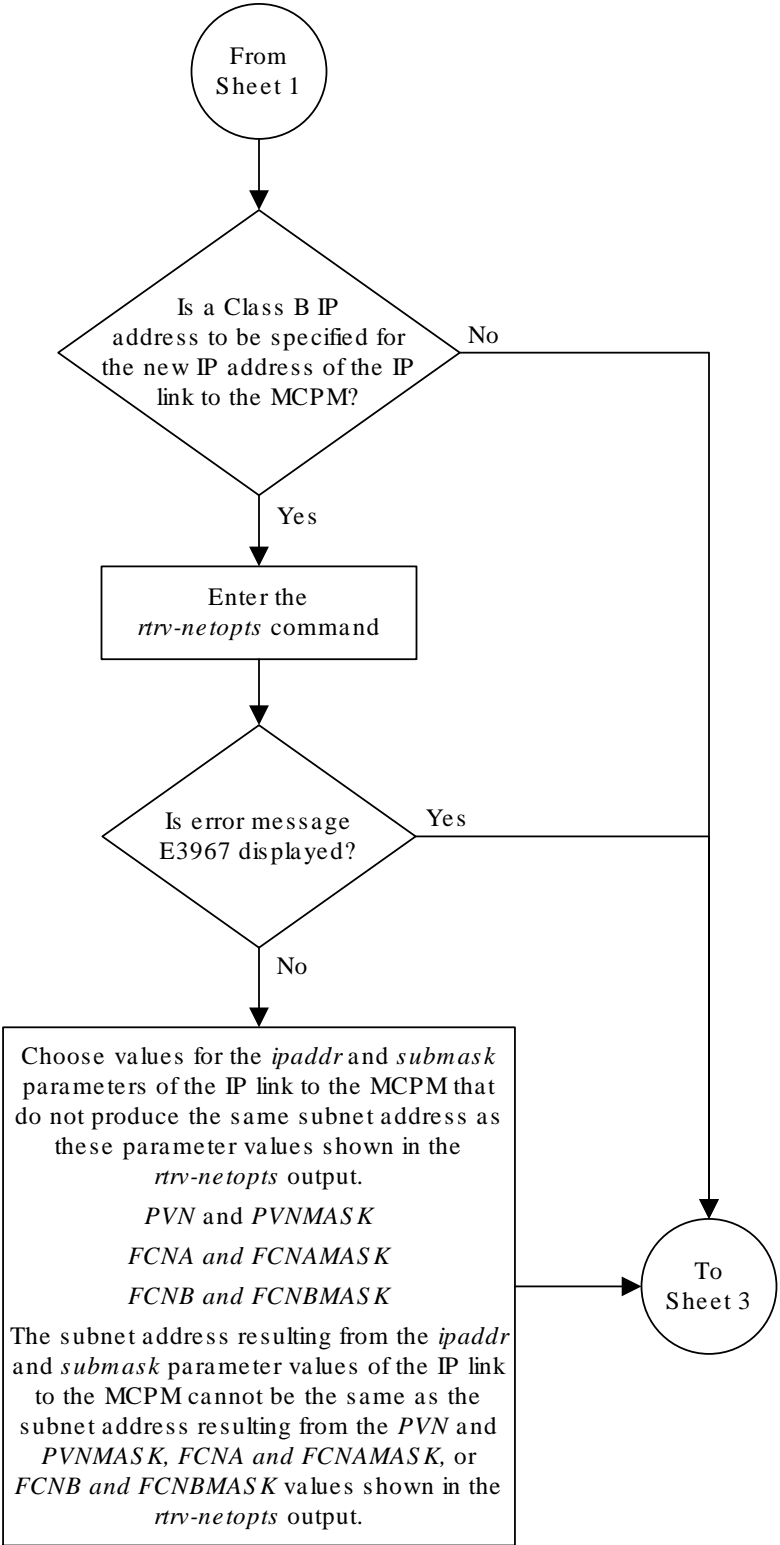 From
Sheet 1
Is a Class B IP
address to be specified for
the new IP address of the IP
link to the MCPM?
No
Yes
Enter the
rtrv-netopts command
Is error message
E3967 displayed?
Yes
No
Choose values for the ipaddr and submask
parameters of the IP link to the MCPM that
do not produce the same subnet address as
these parameter values shown in the
rtrv-netopts output.
PVN and PVNMASK
FCNA and FCNAMASK
FCNB and FCNBMASK
The subnet address resulting from the ipaddr
and submask parameter values of the IP link
to the MCPM cannot be the same as the
subnet address resulting from the PVN and
PVNMASK, FCNA and FCNAMASK, or
FCNB and FCNBMASK values shown in the
rtrv-netopts output.
To
Sheet 3